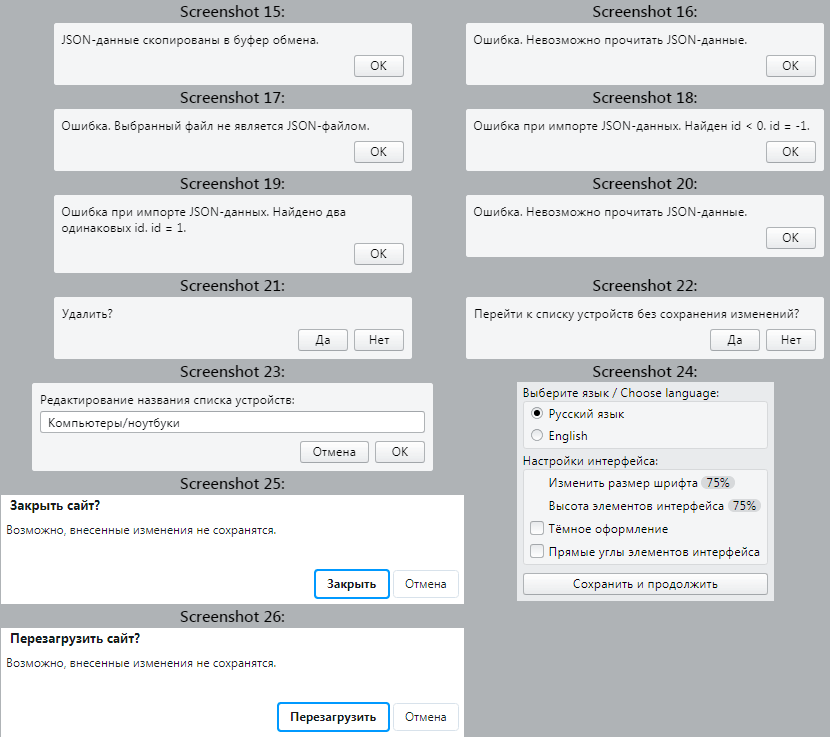 Screenshot 15:
JSON-данные скопированы в буфер обмена.
OK
Screenshot 16:
Ошибка. Невозможно прочитать JSON-данные.
OK
Screenshot 17:
Ошибка. Выбранный файл не является JSON-файлом.
OK
Screenshot 18:
Ошибка при импорте JSON-данных. Найден id < 0. id = -1.
OK
Screenshot 19:
Ошибка при импорте JSON-данных. Найдено два
одинаковых id. id = 1.
OK
Screenshot 20:
Ошибка. Невозможно прочитать JSON-данные.
OK
Screenshot 21:
Удалить?
Да Нет
Screenshot 22:
Перейти к списку устройств без сохранения изменений?
Да Нет
Screenshot 23:
Редактирование названия списка устройств:
Компьютеры/ноутбуки
Отмена OK
Screenshot 24:
Выберите язык / Choose language:
Русский язык
English
Настройки интерфейса:
Изменить размер шрифта 75%
Высота элементов интерфейса 75%
Тёмное оформление
Прямые углы элементов интерфейса
Сохранить и продолжить
Screenshot 25:
Закрыть сайт?
Возможно, внесенные изменения не сохранятся.
Закрыть Отмена
Screenshot 26:
Перезагрузить сайт?
Возможно, внесенные изменения не сохранятся.
Перезагрузить Отмена